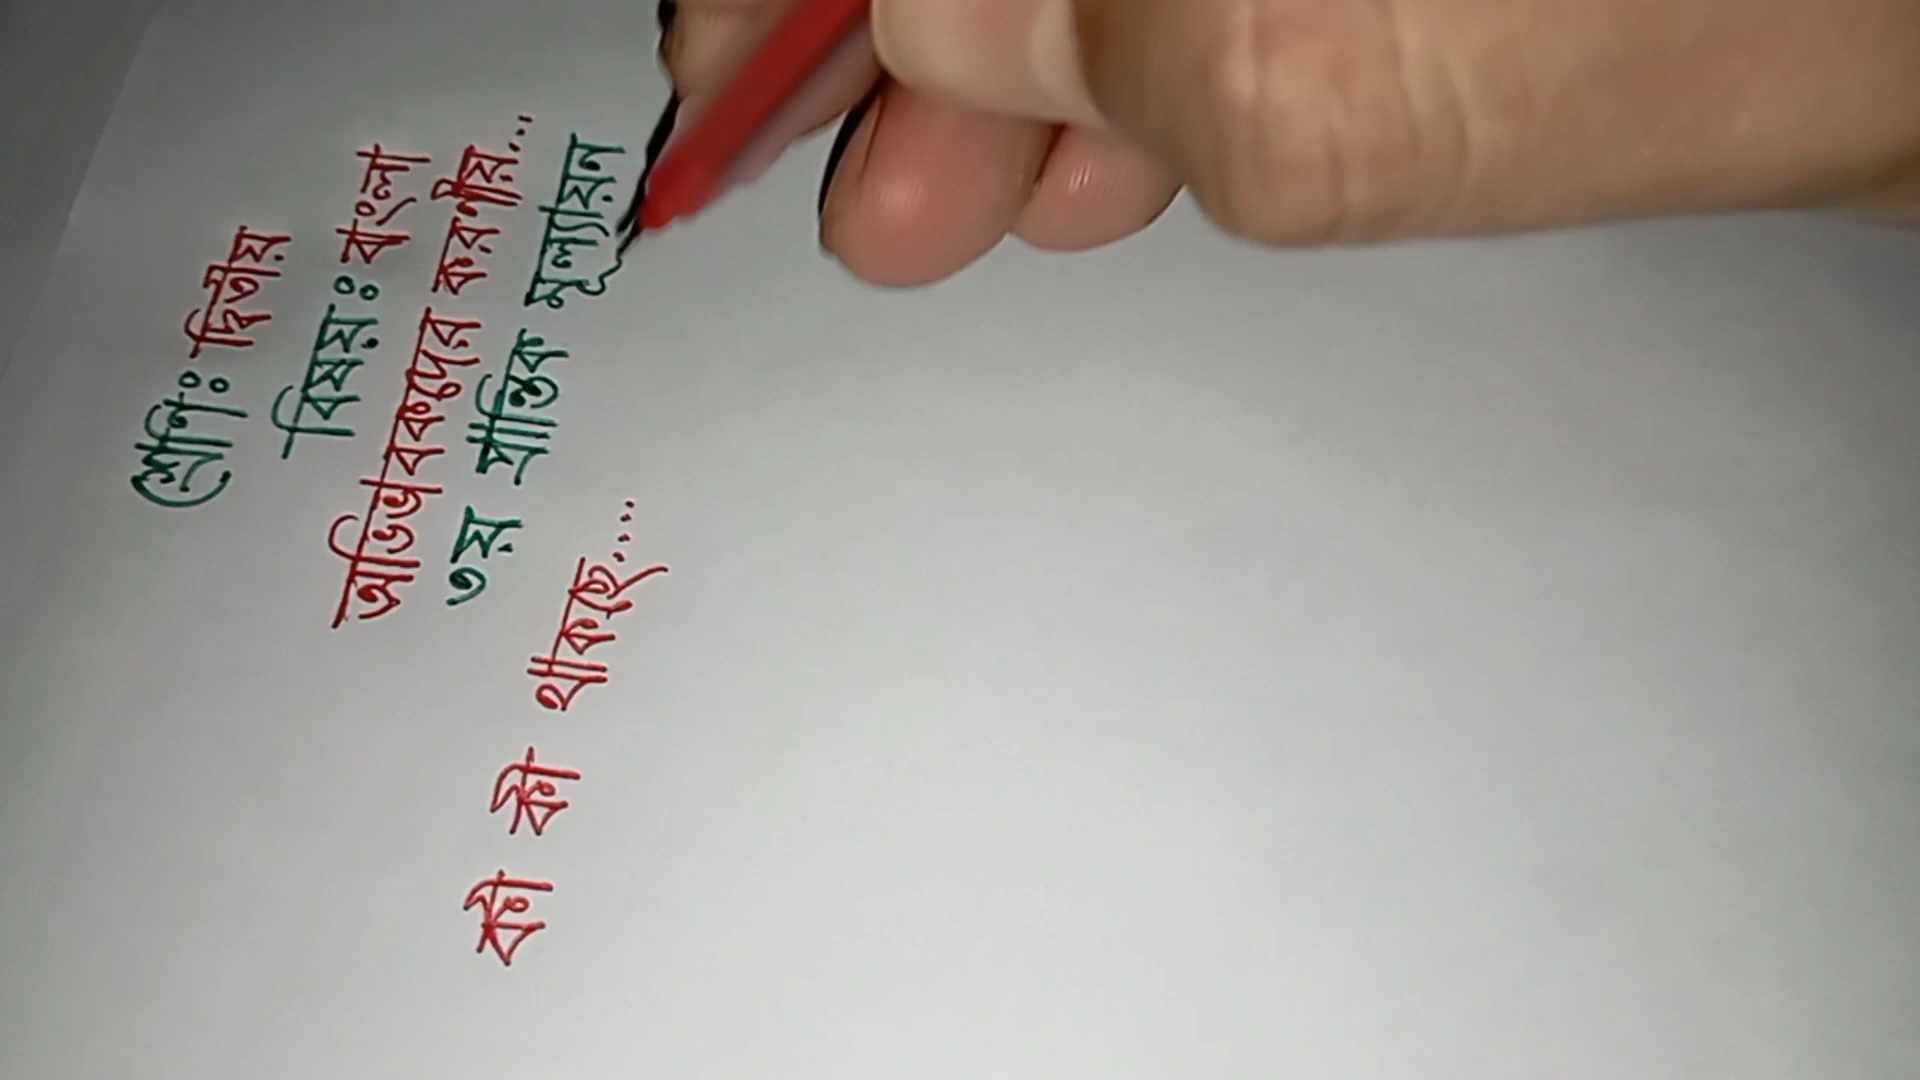 শ্রেণি: দ্বিতীয়
বিষয়: বাংলা
অভিভাবকদের করণীয়...
৩য় প্রান্তিক মূল্যায়ন
কী কী থাকছে....